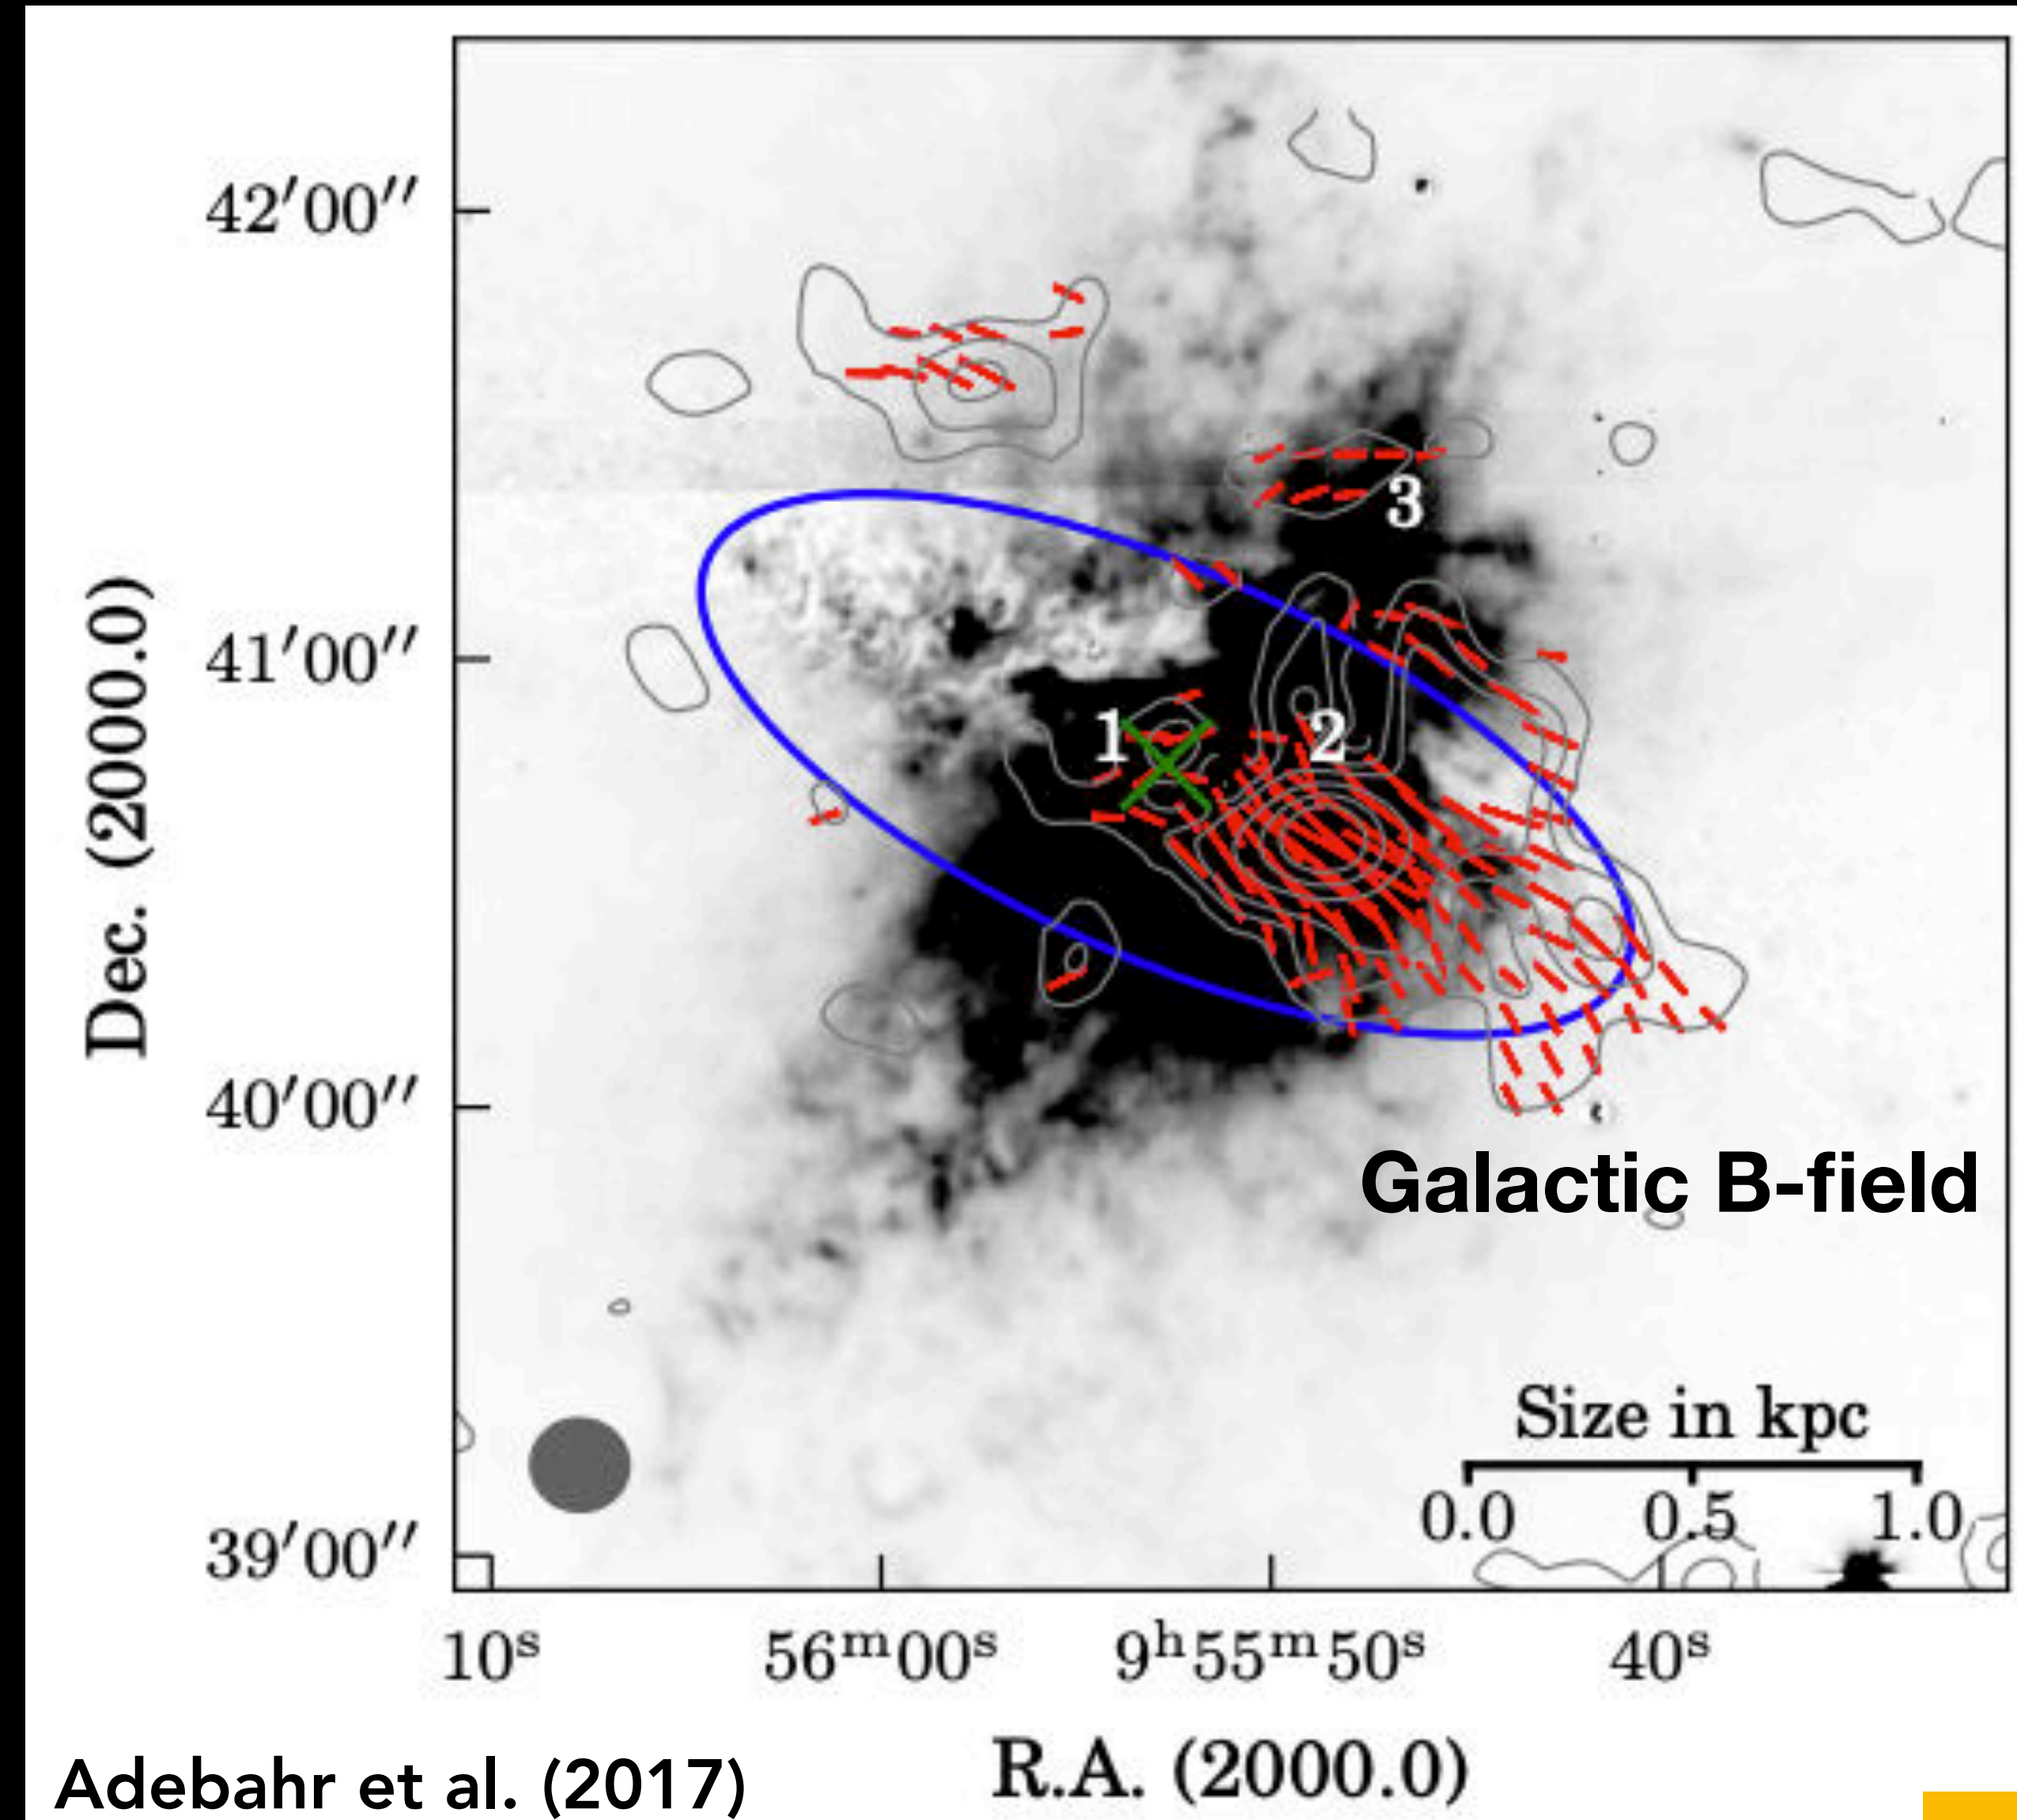 42′00″
3
41′00″
1
2
Dec. (2000.0)
40′00″
Galactic B-field
Size in kpc
0.0 0.5 1.0
39′00″
10ˢ 56ᵐ00ˢ 9ʰ55ᵐ50ˢ 40ˢ
R.A. (2000.0)
Adebahr et al. (2017)